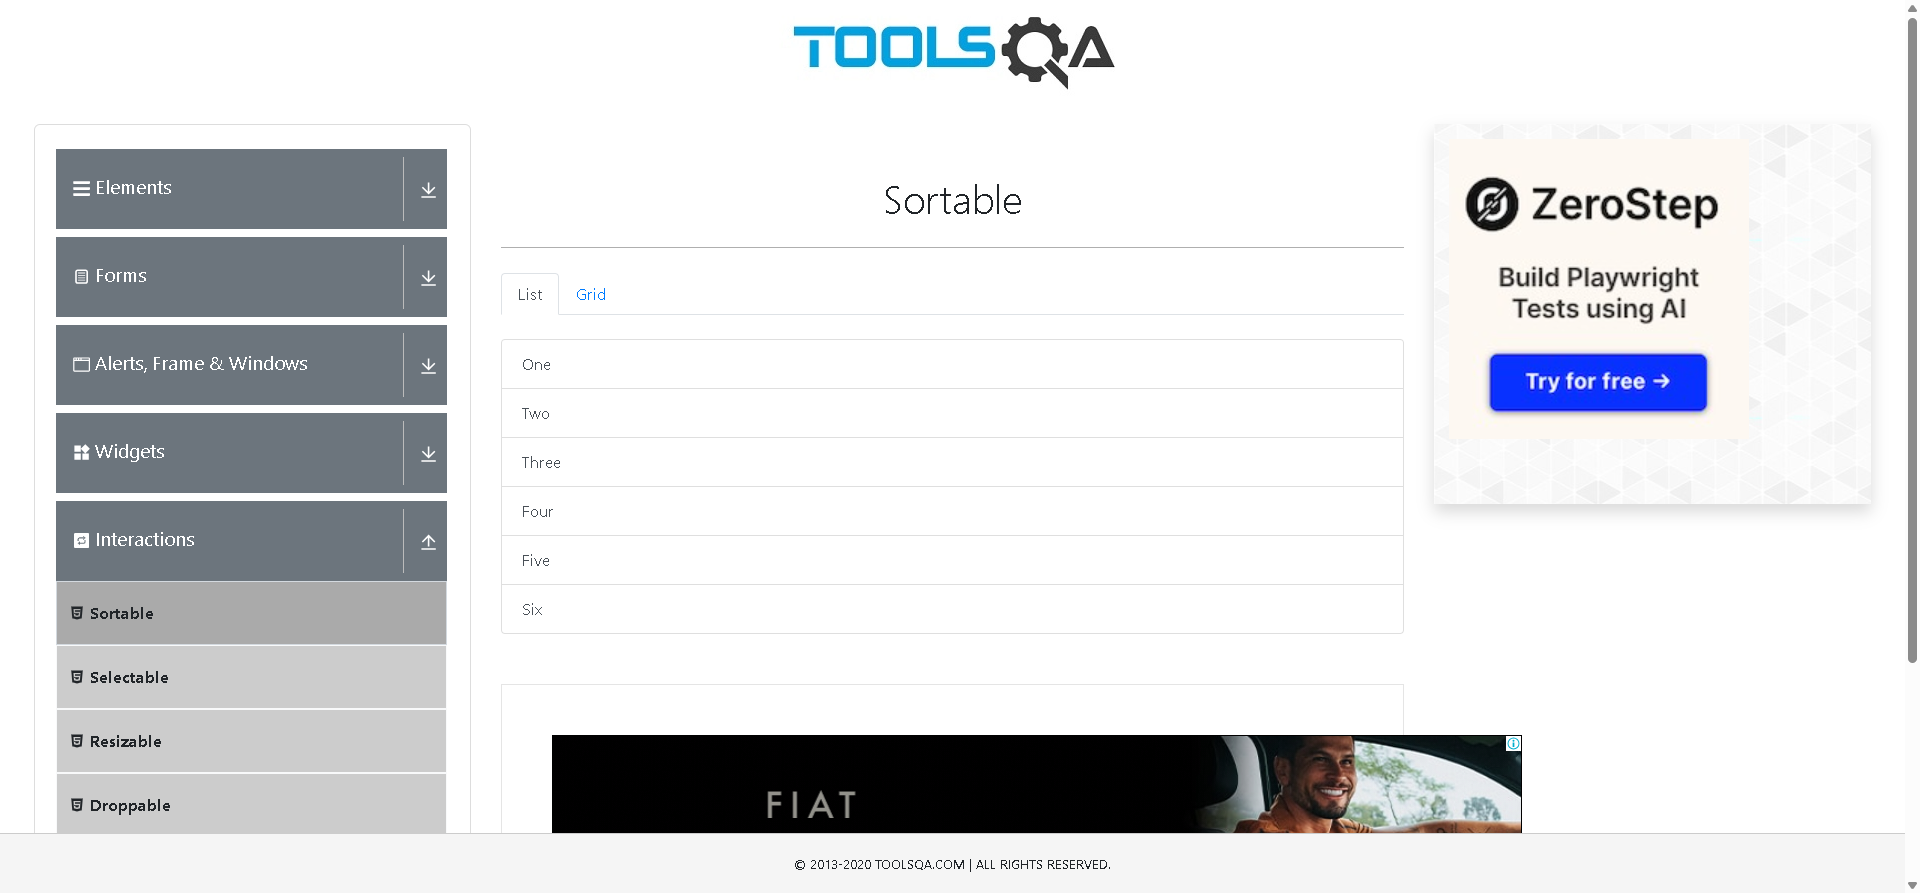 TOOLSQA
Elements
Forms
Alerts, Frame & Windows
Widgets
Interactions
Sortable
Selectable
Resizable
Droppable
Sortable
List
Grid
One
Two
Three
Four
Five
Six
FIAT
ZeroStep
Build Playwright
Tests using AI
Try for free →
© 2013-2020 TOOLSQA.COM | ALL RIGHTS RESERVED.